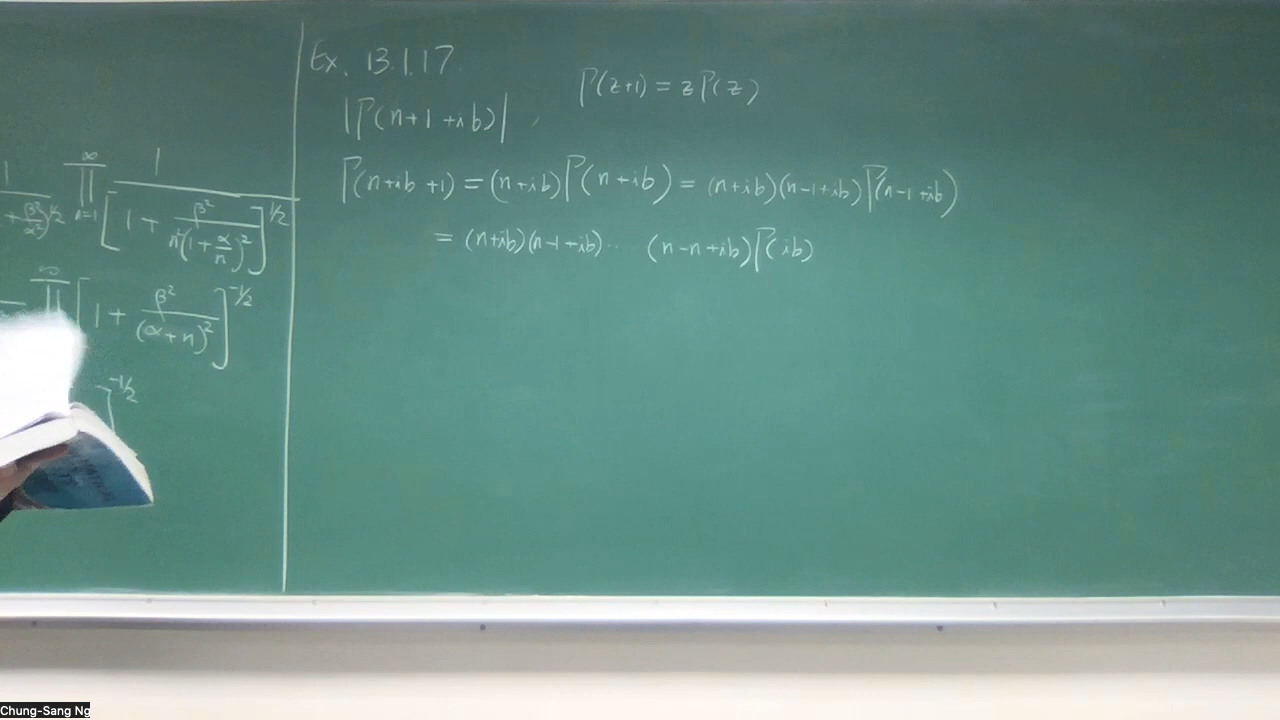 Ex. 13.1.17
Γ(z+1) = zΓ(z)
|Γ(n+1+ib)|
Γ(n+ib+1) = (n+ib)Γ(n+ib) = (n+ib)(n-1+ib)Γ(n-1+ib)
= (n+ib)(n-1+ib)... (n-n+ib)Γ(ib)
∏_{n=1}^{∞} 1/[1 + β²/(n²(1+α/n)²)]^{1/2}
∏^{∞} [1 + β²/(α+n)²]^{-1/2}
]^{-1/2}
Chung-Sang Ng